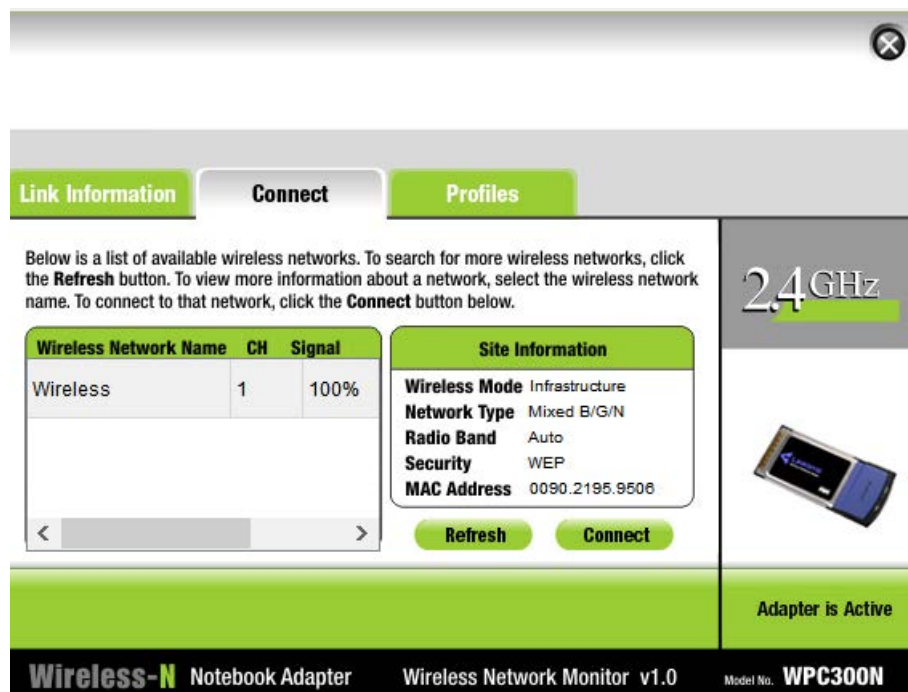 Link Information
Connect
Profiles
Below is a list of available wireless networks. To search for more wireless networks, click
the Refresh button. To view more information about a network, select the wireless network
name. To connect to that network, click the Connect button below.
2.4GHz
Wireless Network Name CH Signal
Wireless 1 100%
Site Information
Wireless Mode Infrastructure
Network Type Mixed B/G/N
Radio Band Auto
Security WEP
MAC Address 0090.2195.9506
Refresh
Connect
Linksys
Adapter is Active
Wireless-N Notebook Adapter Wireless Network Monitor v1.0 Model No. WPC300N